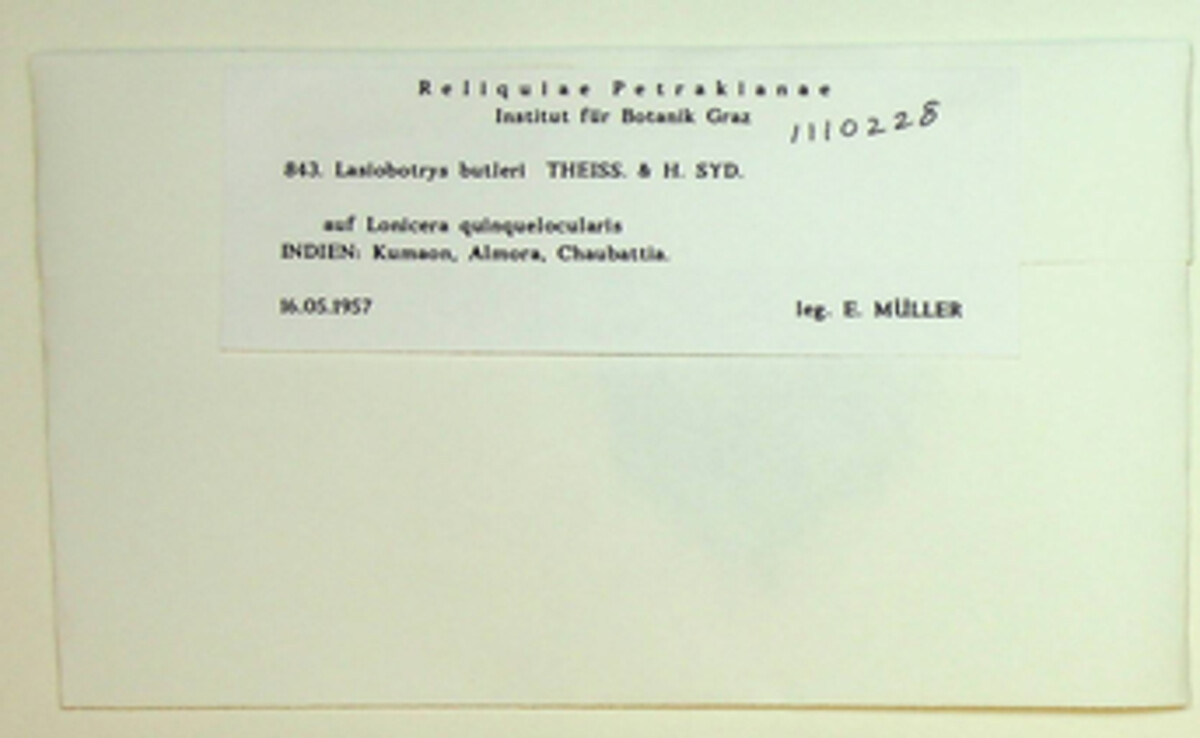 Reliquiae Petrakianae
Institut für Botanik Graz
1110228
843. Lasiobotrys butleri THEISS. & H. SYD.
auf Lonicera quinquelocularis
INDIEN: Kumaon, Almora, Chaubattia.
16.05.1957 leg. E. MÜLLER